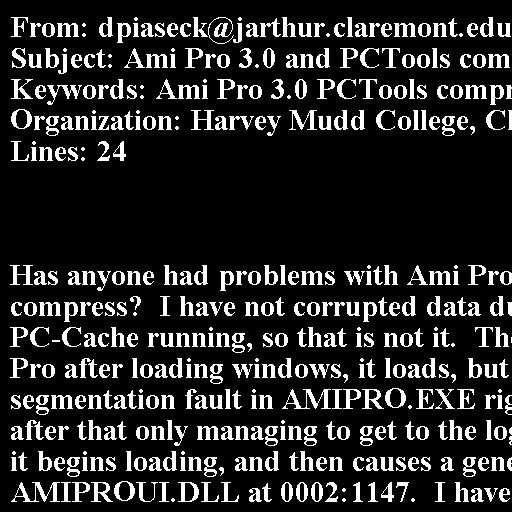 From: dpiaseck@jarthur.claremont.edu
Subject: Ami Pro 3.0 and PCTools com
Keywords: Ami Pro 3.0 PCTools compr
Organization: Harvey Mudd College, Cl
Lines: 24
Has anyone had problems with Ami Pro
compress?  I have not corrupted data du
PC-Cache running, so that is not it.  The
Pro after loading windows, it loads, but
segmentation fault in AMIPRO.EXE rig
after that only managing to get to the log
it begins loading, and then causes a gene
AMIPROUI.DLL at 0002:1147.  I have